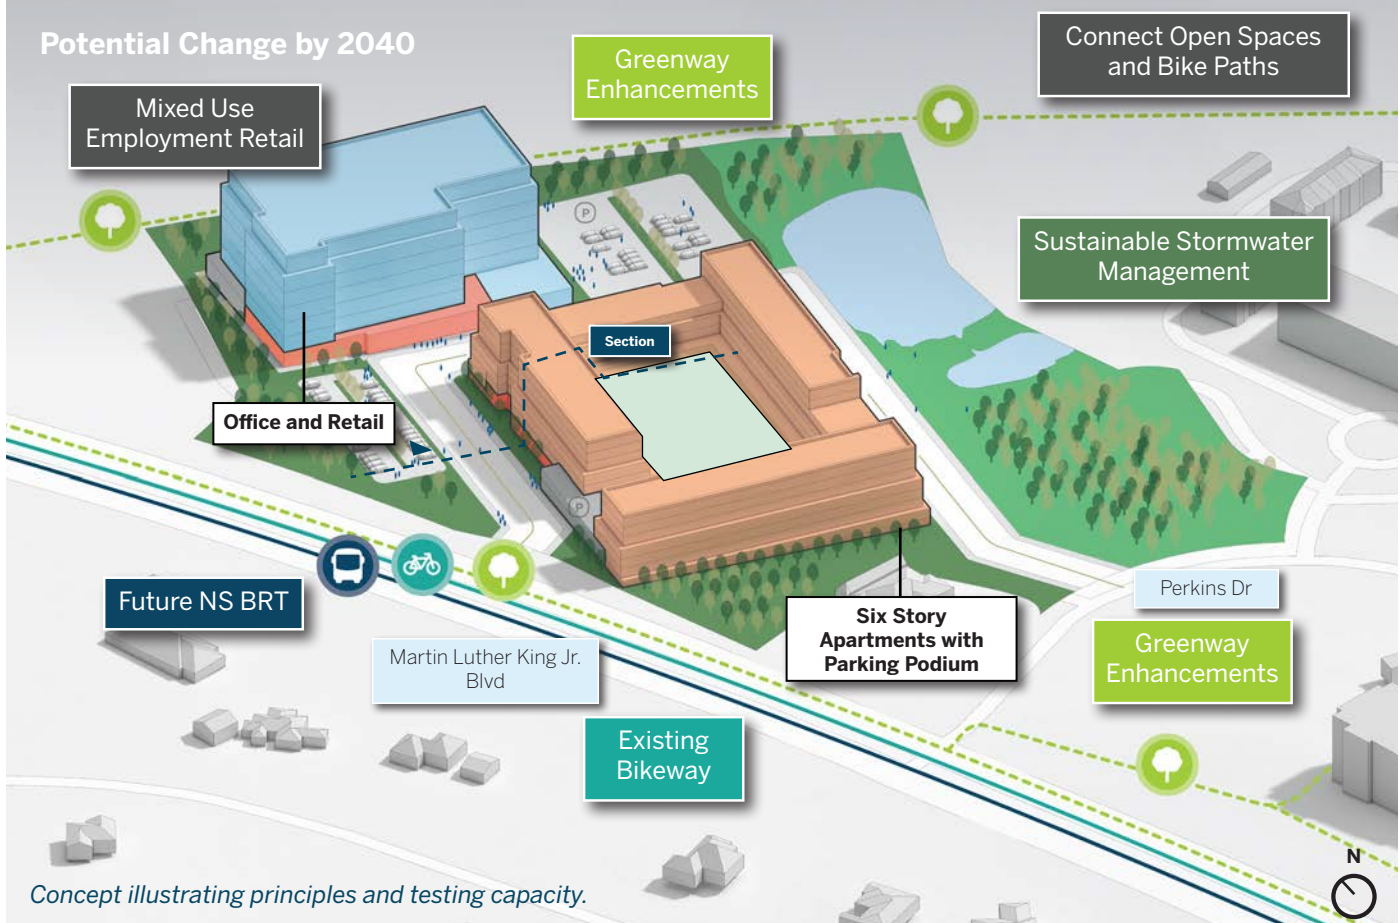 Potential Change by 2040
Mixed Use
Employment Retail
Greenway
Enhancements
Connect Open Spaces
and Bike Paths
P
Sustainable Stormwater
Management
Section
Office and Retail
P
Future NS BRT
Martin Luther King Jr.
Blvd
Six Story
Apartments with
Parking Podium
Perkins Dr
Greenway
Enhancements
Existing
Bikeway
N
Concept illustrating principles and testing capacity.